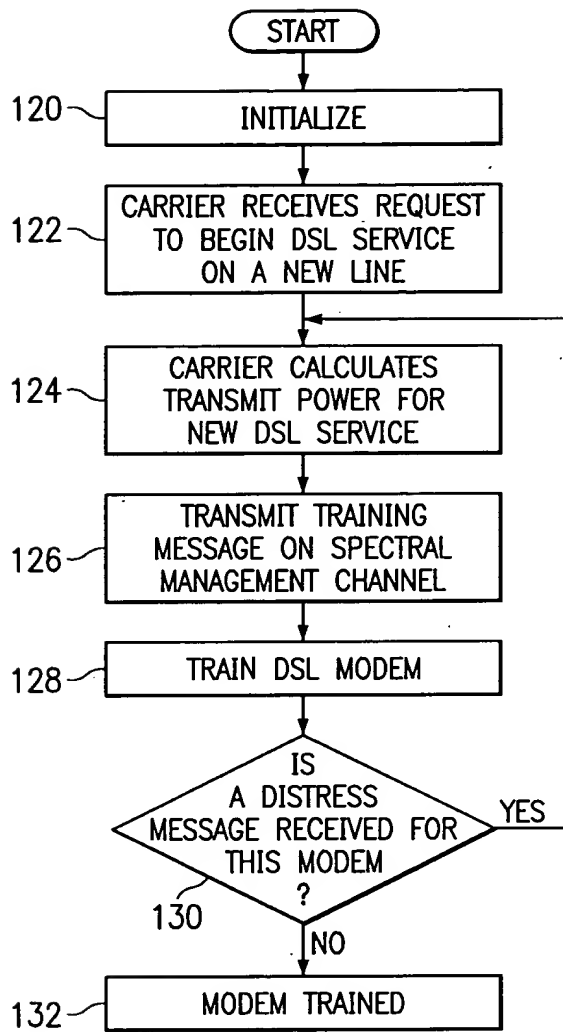 START
120
INITIALIZE
122
CARRIER RECEIVES REQUEST
TO BEGIN DSL SERVICE
ON A NEW LINE
124
CARRIER CALCULATES
TRANSMIT POWER FOR
NEW DSL SERVICE
126
TRANSMIT TRAINING
MESSAGE ON SPECTRAL
MANAGEMENT CHANNEL
128
TRAIN DSL MODEM
IS
A DISTRESS
MESSAGE RECEIVED FOR
THIS MODEM
?
YES
130
NO
132
MODEM TRAINED